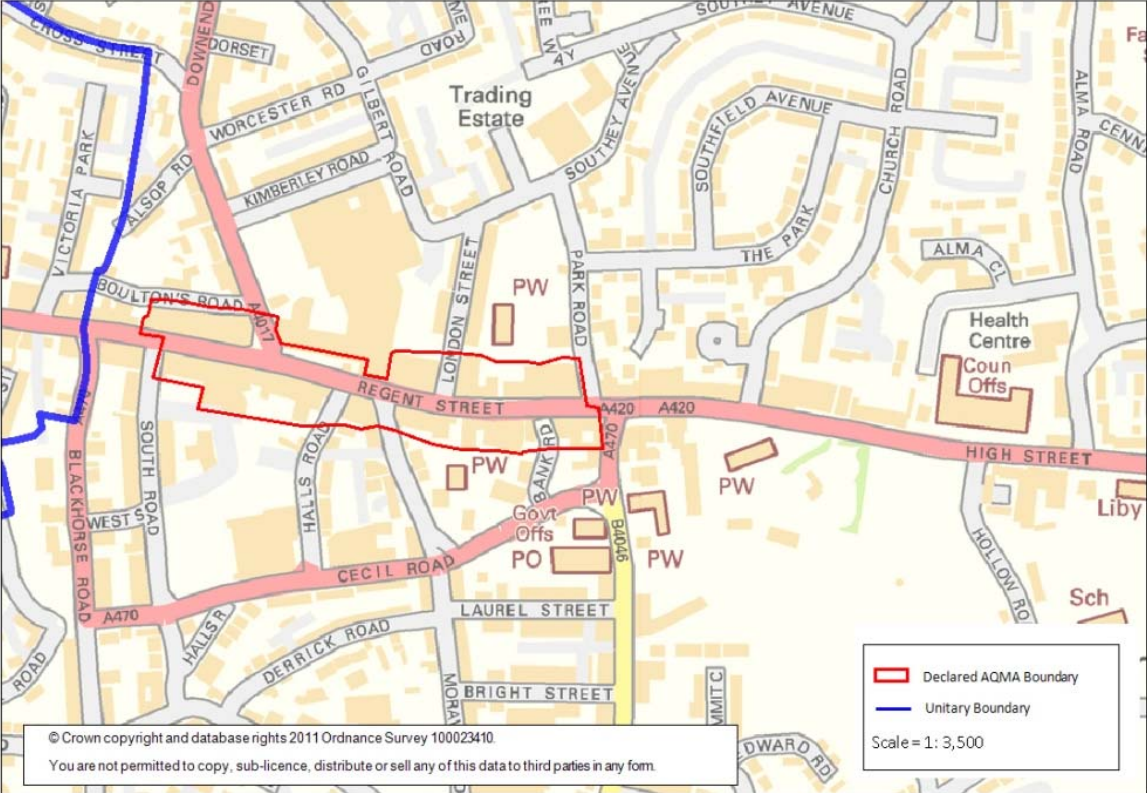 CROSS STREET
DOWNEND
DORSET
WORCESTER RD
GILBERT ROAD
Trading
Estate
SOUTHEY AVENUE
SOUTHEY AVENUE
SOUTHFIELD AVENUE
CHURCH ROAD
ALMA ROAD
VICTORIA PARK
ALSOP RD
KIMBERLEY ROAD
THE PARK
ALMA CL
BOULTON'S ROAD
LONDON STREET
PARK ROAD
PW
Health
Centre
Coun
Offs
REGENT STREET
A420
A420
A470
HIGH STREET
SOUTH ROAD
HALLS ROAD
BANK RD
PW
PW
PW
Govt
Offs
PO
PW
B4046
Liby
BLACKHORSE ROAD
WEST S
CECIL ROAD
A470
HOLLOW RO
Sch
LAUREL STREET
HALLS R
DERRICK ROAD
ROAD
BRIGHT STREET
MORAV
MMIT C
DWARD RD
Declared AQMA Boundary
Unitary Boundary
Scale = 1: 3,500
© Crown copyright and database rights 2011 Ordnance Survey 100023410.
You are not permitted to copy, sub-licence, distribute or sell any of this data to third parties in any form.